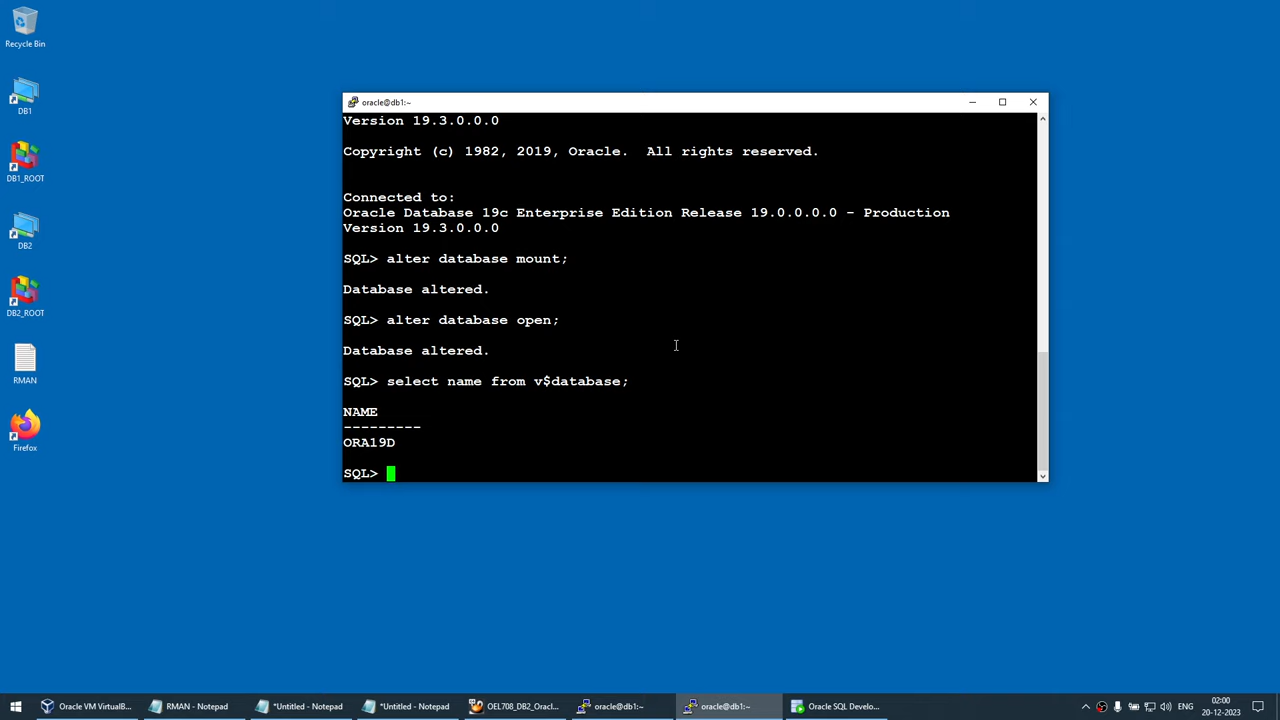 Recycle Bin
DB1
DB1_ROOT
DB2
DB2_ROOT
RMAN
Firefox
oracle@db1:~
Version 19.3.0.0.0
Copyright (c) 1982, 2019, Oracle.  All rights reserved.
Connected to:
Oracle Database 19c Enterprise Edition Release 19.0.0.0.0 - Production
Version 19.3.0.0.0
SQL> alter database mount;
Database altered.
SQL> alter database open;
Database altered.
SQL> select name from v$database;
NAME
---------
ORA19D
SQL>
Oracle VM VirtualB...
RMAN - Notepad
*Untitled - Notepad
*Untitled - Notepad
OEL708_DB2_Oracl...
oracle@db1:~
oracle@db1:~
Oracle SQL Develo...
ENG
02:00
20-12-2023